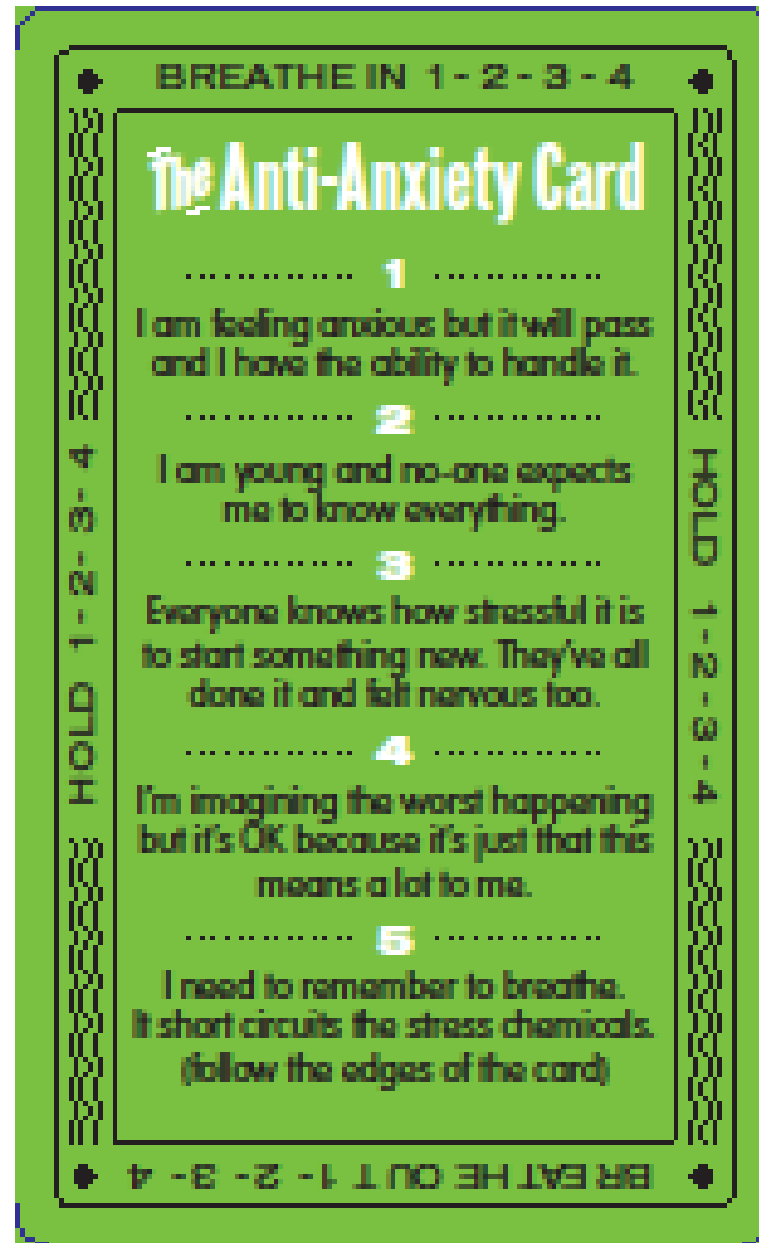 BREATHE IN 1 - 2 - 3 - 4
The Anti-Anxiety Card
1
I am feeling anxious but it will pass
and I have the ability to handle it.
2
I am young and no-one expects
me to know everything.
3
Everyone knows how stressful it is
to start something new. They've all
done it and felt nervous too.
4
I'm imagining the worst happening
but it's OK because it's just that this
means a lot to me.
5
I need to remember to breathe.
It short circuits the stress chemicals.
(follow the edges of the card)
HOLD 1 - 2 - 3 - 4
BREATHE OUT 1 - 2 - 3 - 4
HOLD 1 - 2 - 3 - 4